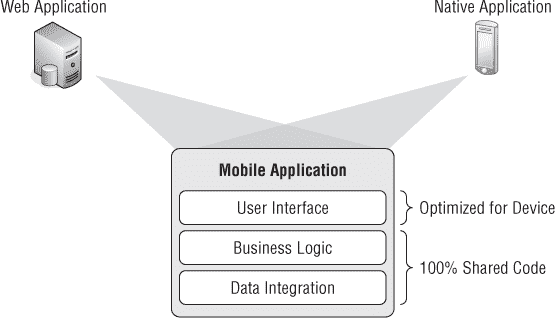 Web Application
Native Application
Mobile Application
User Interface
Optimized for Device
Business Logic
100% Shared Code
Data Integration